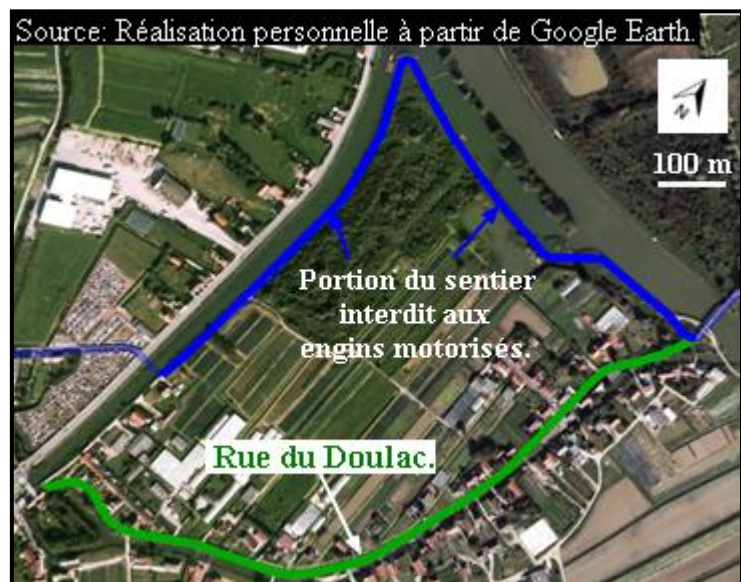 Source: Réalisation personnelle à partir de Google Earth.
N
100 m
Portion du sentier
interdit aux
engins motorisés.
Rue du Doulac.